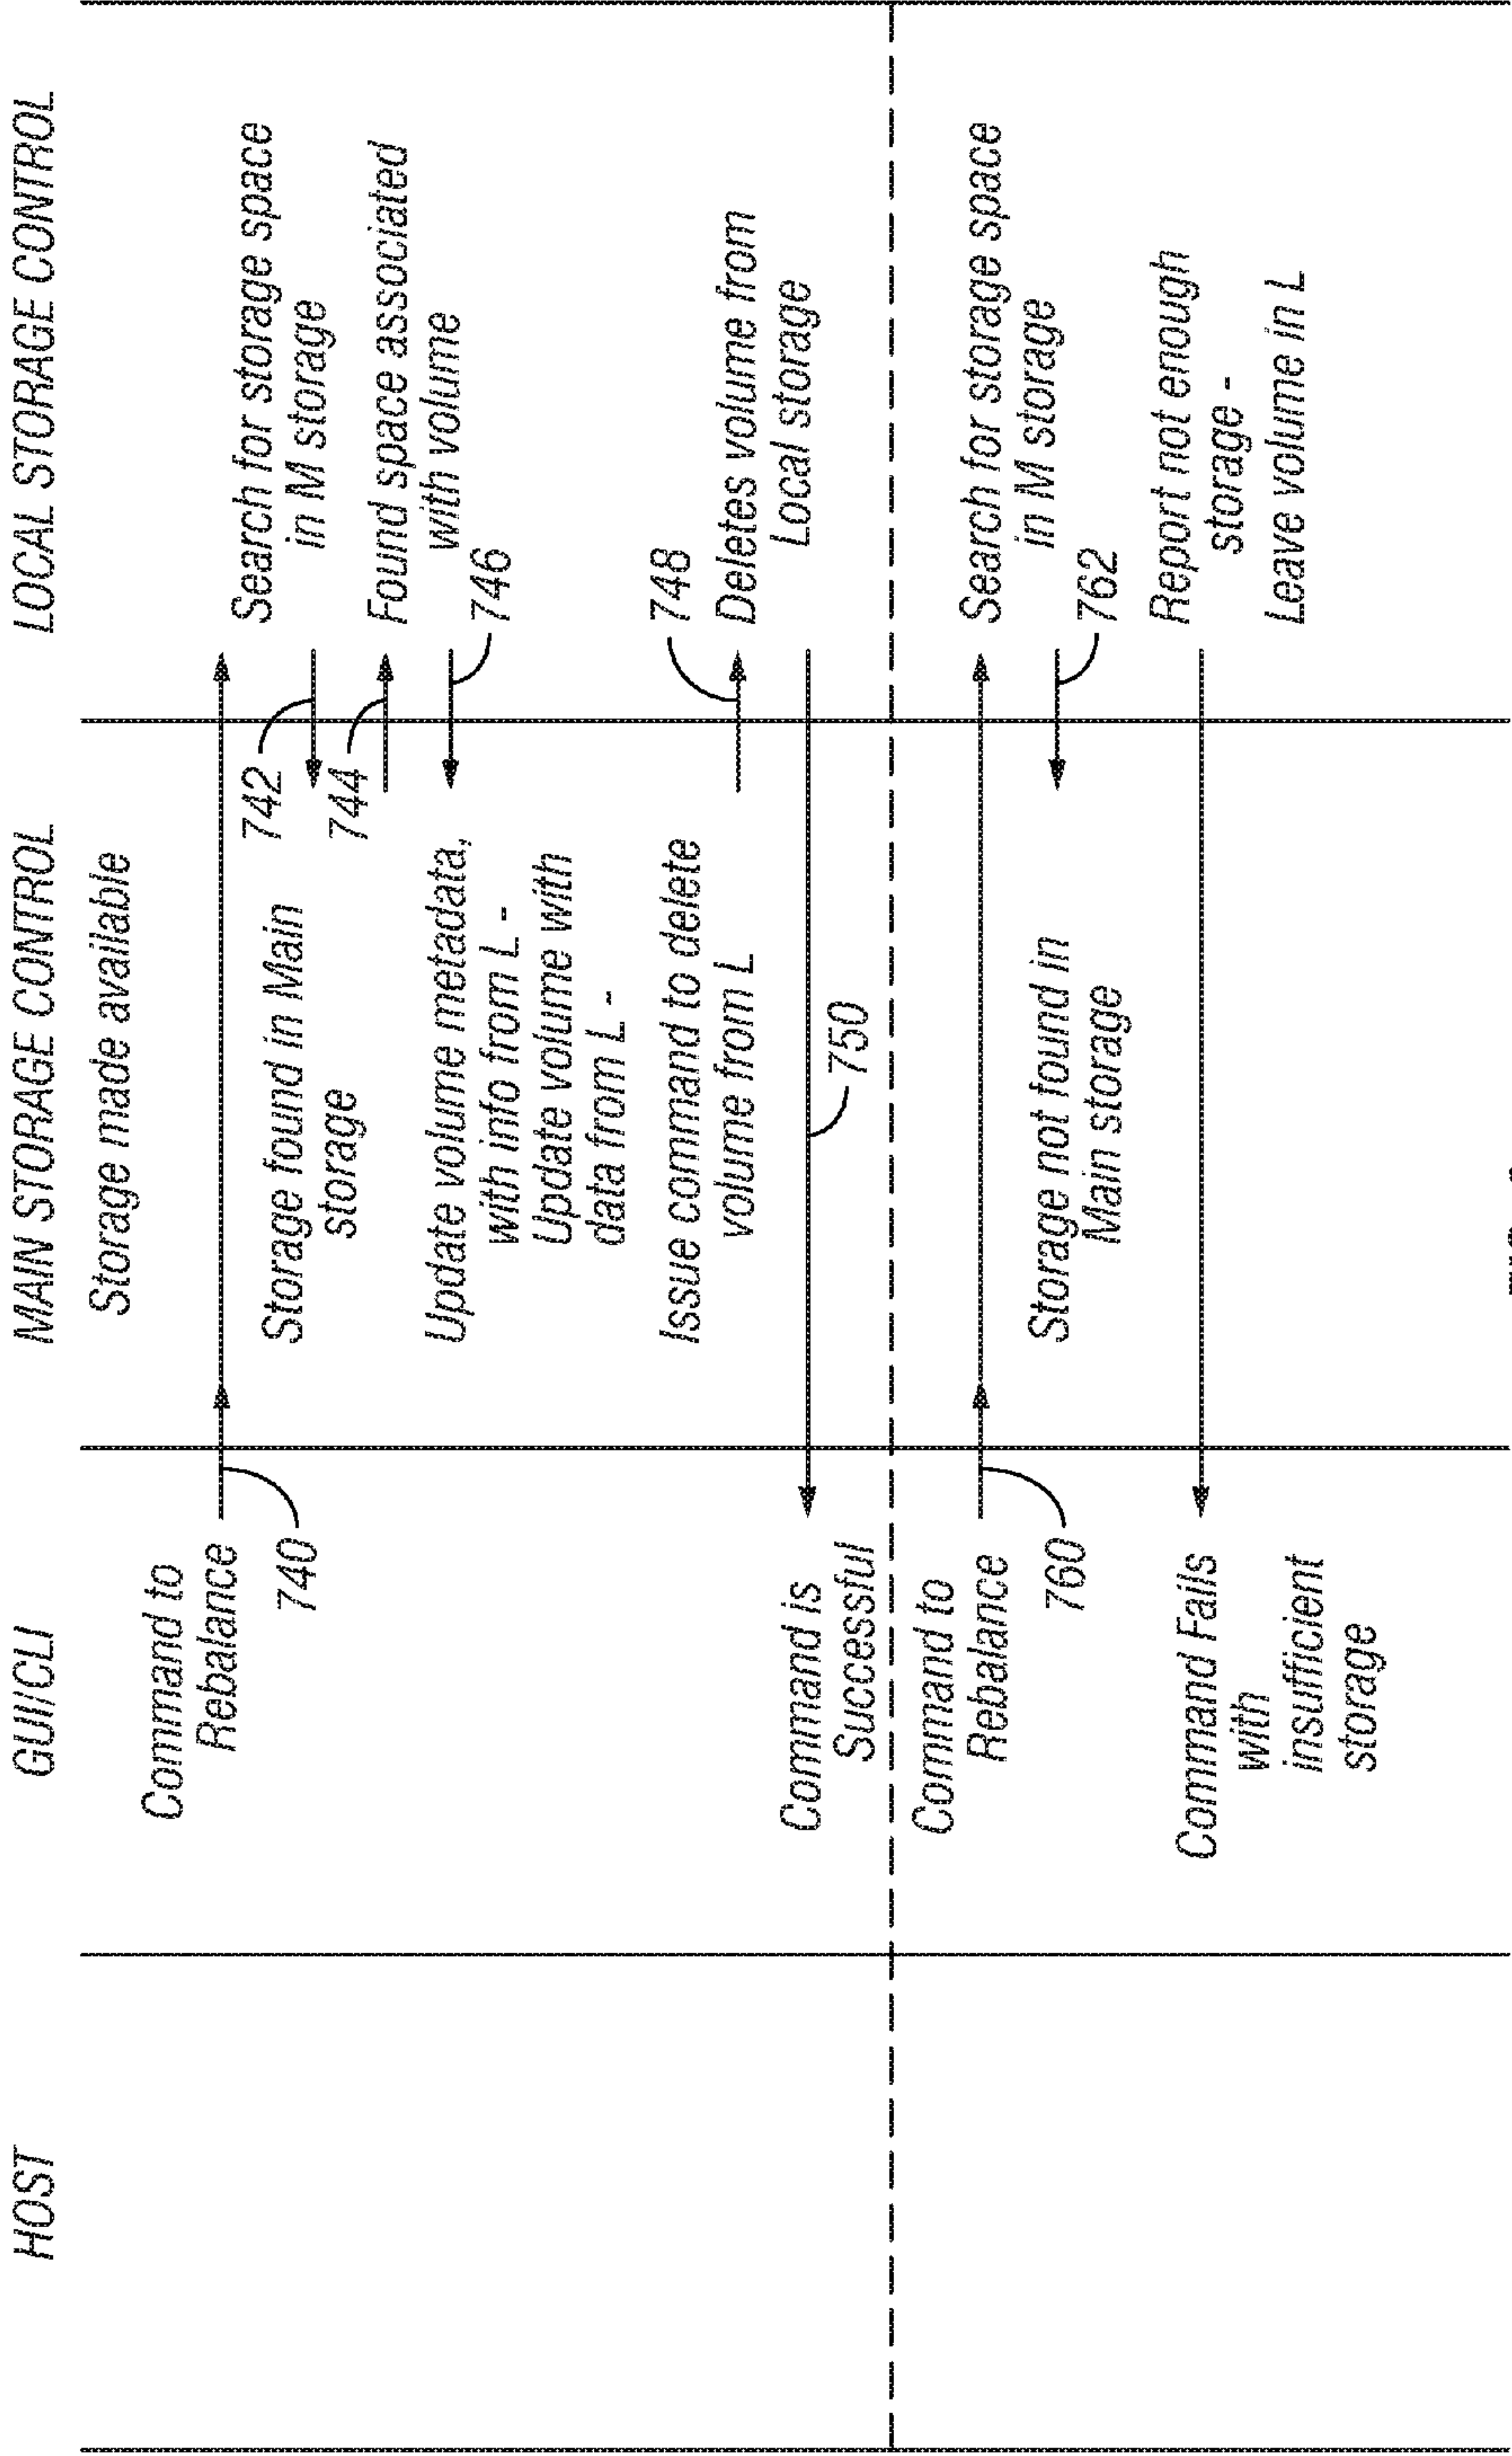 HOST
GUI/CLI
MAIN STORAGE CONTROL
LOCAL STORAGE CONTROL
Storage made available
Command to
Rebalance
740
Search for storage space
in M storage
742
Storage found in Main
storage
744
Found space associated
with volume
746
Update volume metadata,
with info from L -
Update volume with
data from L -
Issue command to delete
volume from L
748
Deletes volume from
Local storage
750
Command is
Successful
Command to
Rebalance
760
Search for storage space
in M storage
762
Storage not found in
Main storage
Report not enough
storage -
Leave volume in L
Command Fails
with
insufficient
storage